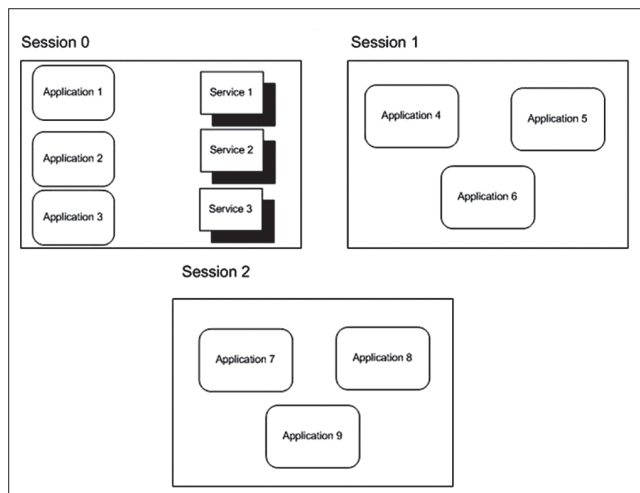 Session 0
Application 1
Service 1
Application 2
Service 2
Application 3
Service 3
Session 1
Application 4
Application 5
Application 6
Session 2
Application 7
Application 8
Application 9